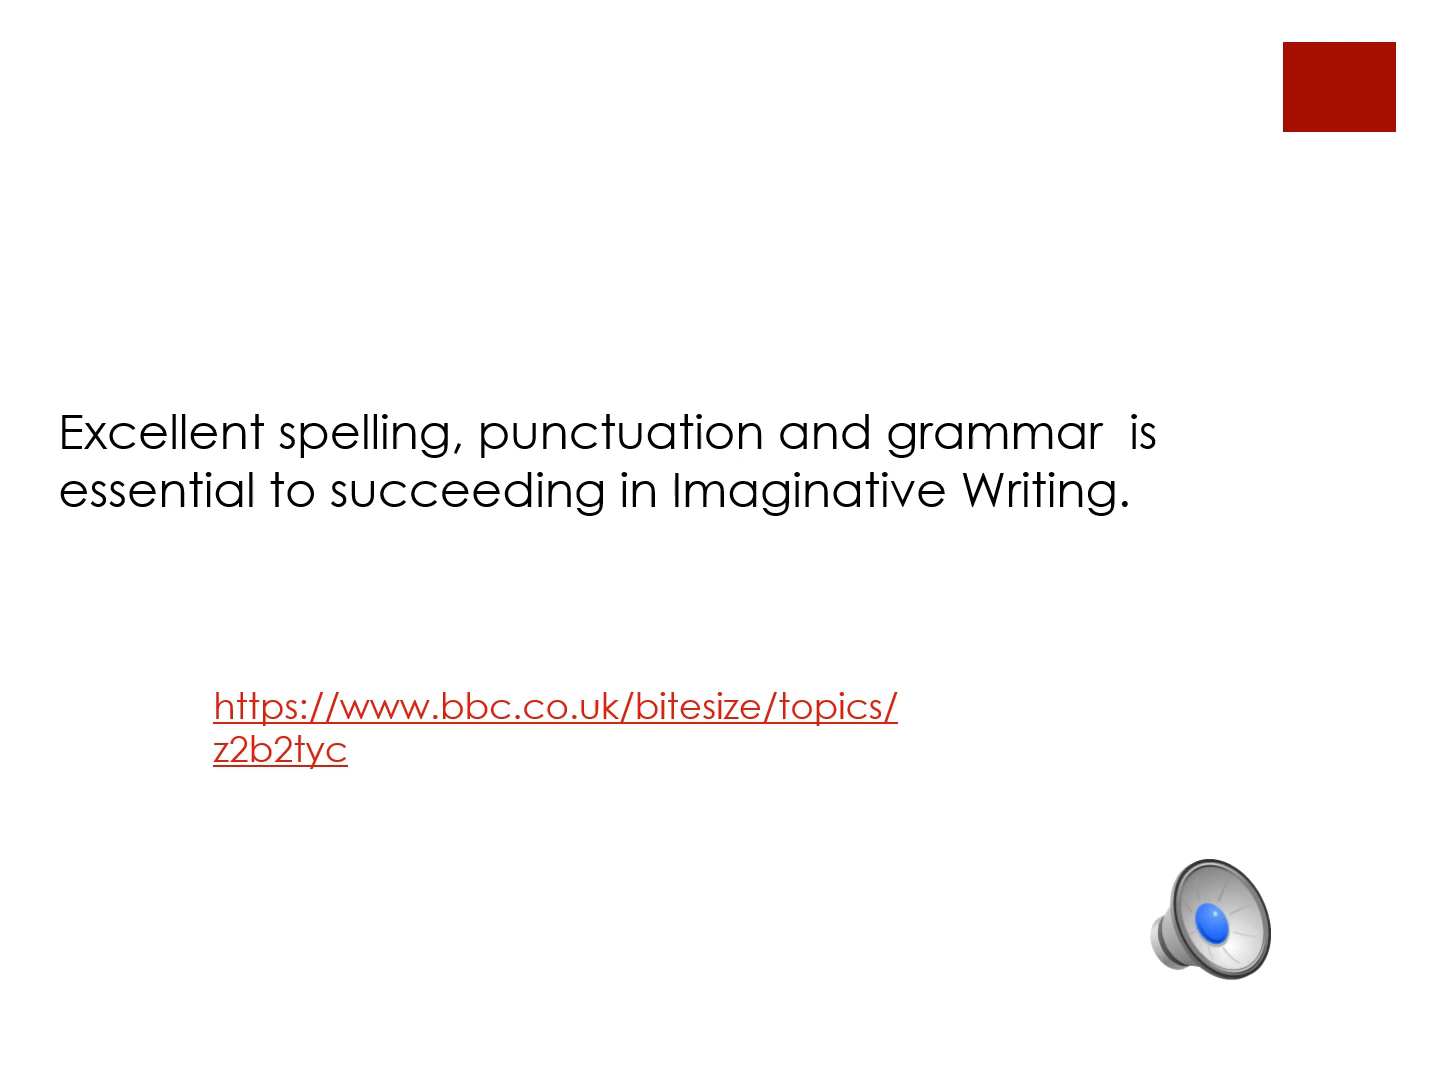 Excellent spelling, punctuation and grammar  is
essential to succeeding in Imaginative Writing.
https://www.bbc.co.uk/bitesize/topics/
z2b2tyc